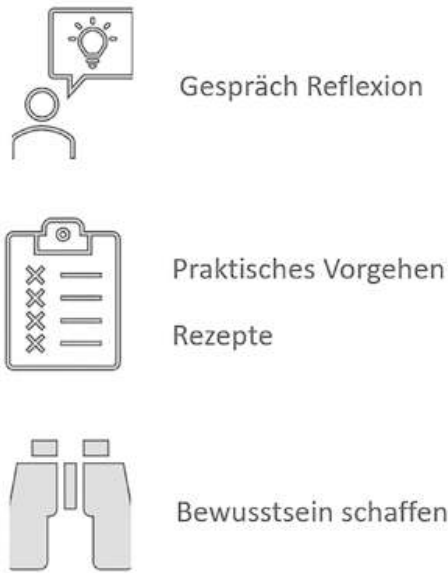 Gespräch Reflexion
Praktisches Vorgehen
Rezepte
Bewusstsein schaffen